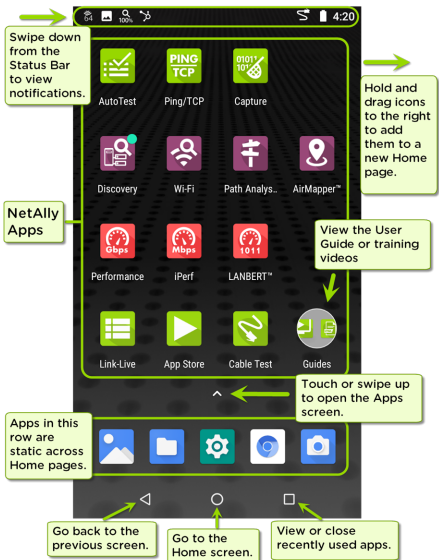 64
100%
4:20
Swipe down
from the
Status Bar
to view
notifications.
PING
TCP
01011
101
AutoTest
Ping/TCP
Capture
Hold and
drag icons
to the right
to add
them to a
new Home
page.
Discovery
Wi-Fi
Path Analys..
AirMapper™
NetAlly
Apps
View the User
Guide or training
videos
Gbps
Mbps
1011
Performance
iPerf
LANBERT™
Link-Live
App Store
Cable Test
Guides
Touch or swipe up
to open the Apps
screen.
Apps in this
row are
static across
Home pages.
Go back to the
previous screen.
Go to the
Home screen.
View or close
recently used apps.